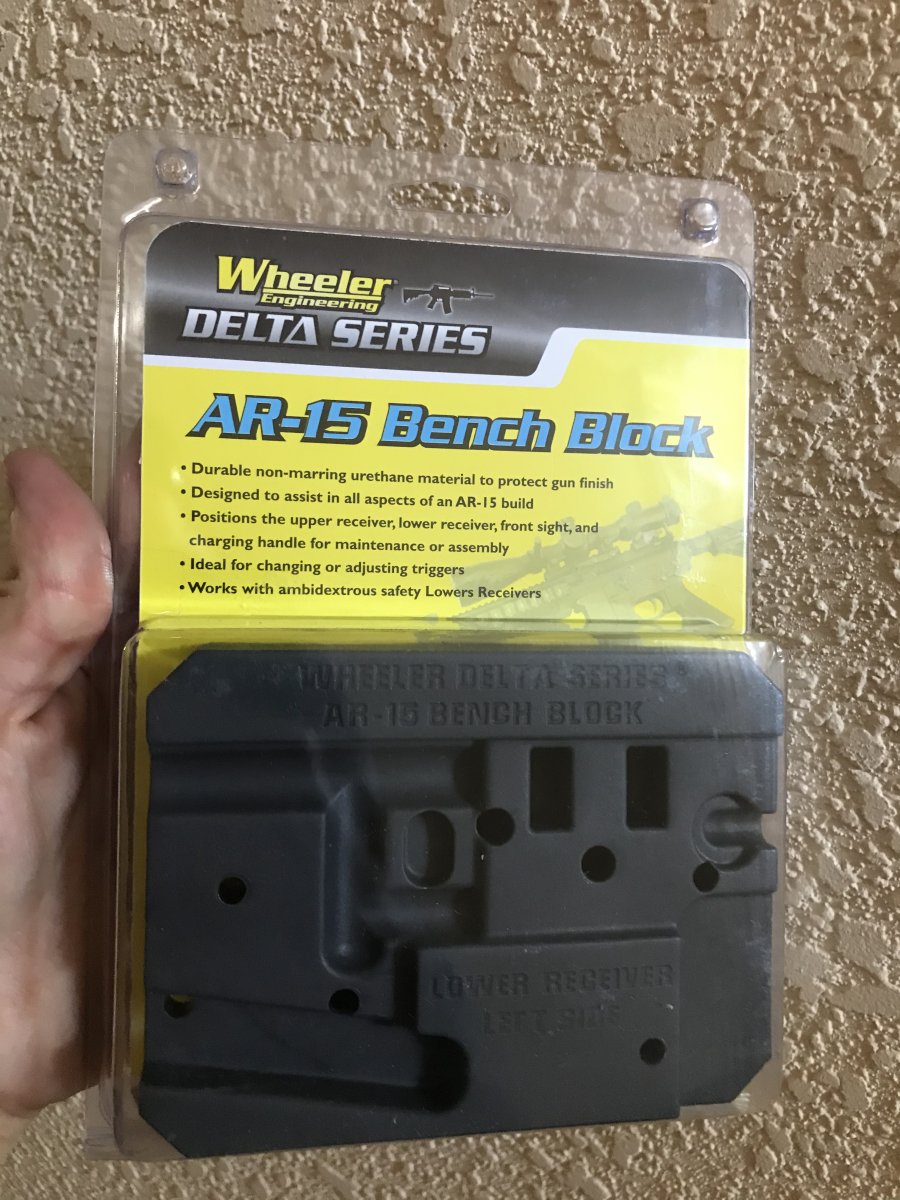 Wheeler
Engineering
DELTA SERIES
AR-15 Bench Block
• Durable non-marring urethane material to protect gun finish
• Designed to assist in all aspects of an AR-15 build
• Positions the upper receiver, lower receiver, front sight, and
charging handle for maintenance or assembly
• Ideal for changing or adjusting triggers
• Works with ambidextrous safety Lowers Receivers
WHEELER DELTA SERIES
AR-15 BENCH BLOCK
LOWER RECEIVER
LEFT SIDE